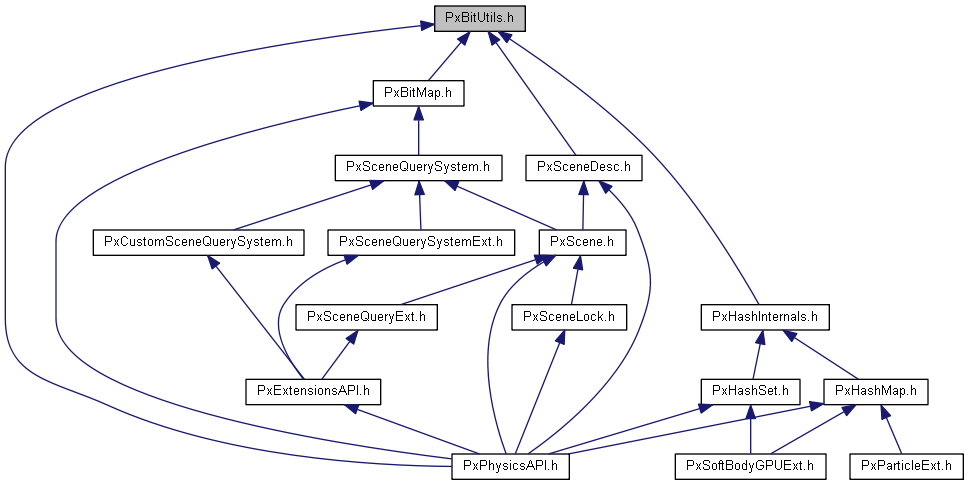 PxBitUtils.h
PxBitMap.h
PxSceneQuerySystem.h
PxSceneDesc.h
PxCustomSceneQuerySystem.h
PxSceneQuerySystemExt.h
PxScene.h
PxSceneQueryExt.h
PxSceneLock.h
PxHashInternals.h
PxExtensionsAPI.h
PxHashSet.h
PxHashMap.h
PxPhysicsAPI.h
PxSoftBodyGPUExt.h
PxParticleExt.h